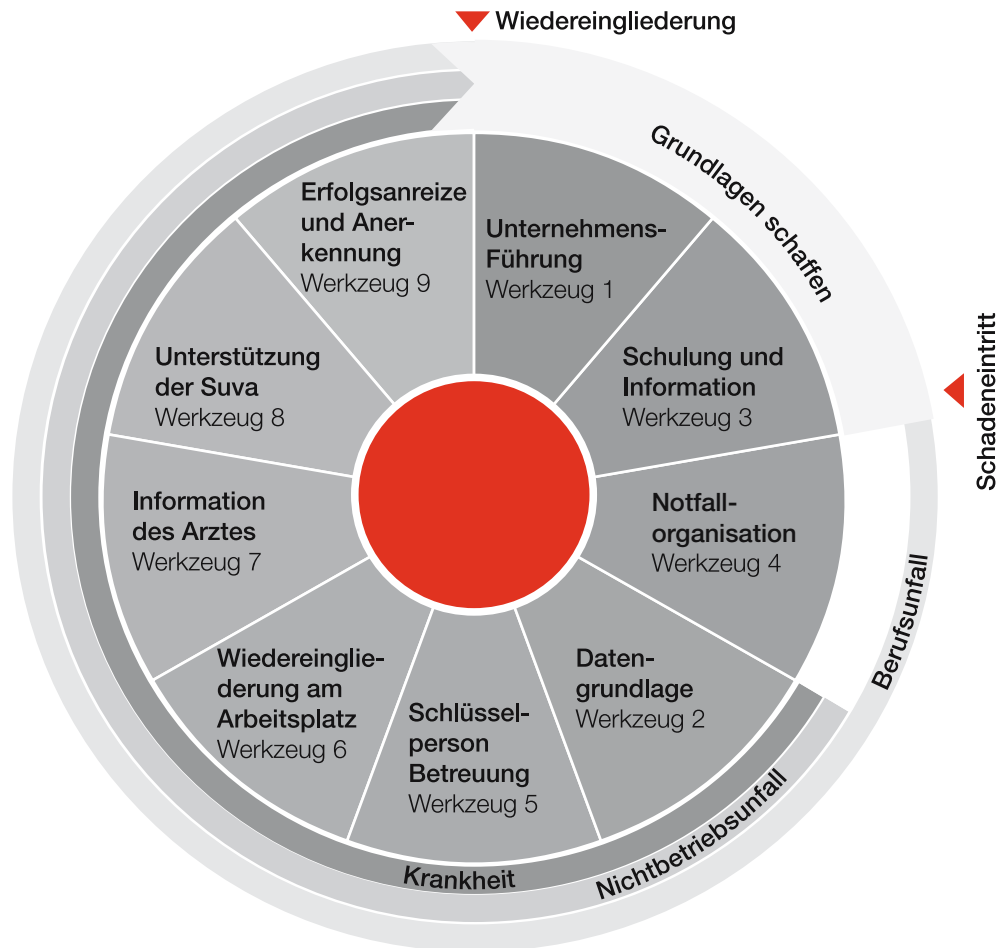 Wiedereingliederung
Grundlagen schaffen
Schadeneintritt
Unternehmens-
Führung
Werkzeug 1
Schulung und
Information
Werkzeug 3
Notfall-
organisation
Werkzeug 4
Daten-
grundlage
Werkzeug 2
Schlüssel-
person
Betreuung
Werkzeug 5
Wiedereinglie-
derung am
Arbeitsplatz
Werkzeug 6
Information
des Arztes
Werkzeug 7
Unterstützung
der Suva
Werkzeug 8
Erfolgsanreize
und Aner-
kennung
Werkzeug 9
Berufsunfall
Nichtbetriebsunfall
Krankheit